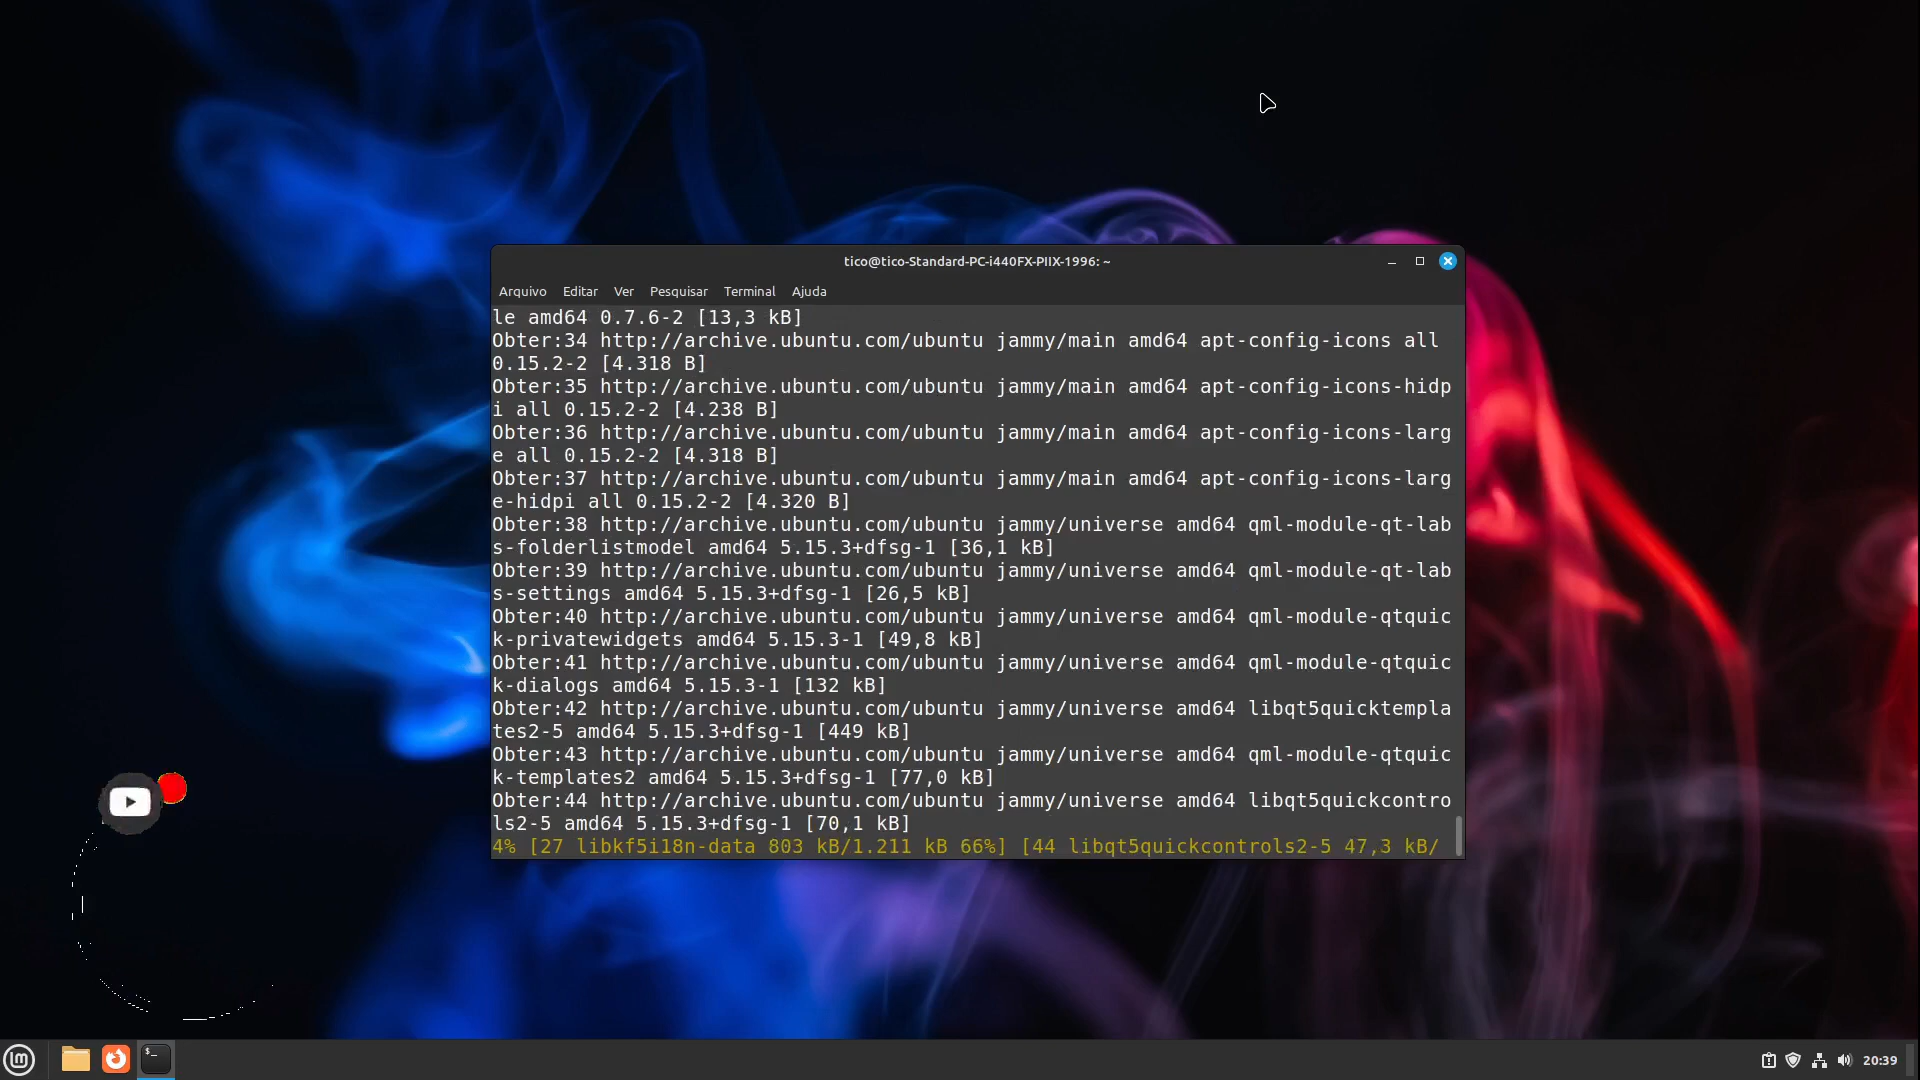 tico@tico-Standard-PC-i440FX-PIIX-1996: ~
Arquivo Editar Ver Pesquisar Terminal Ajuda
le amd64 0.7.6-2 [13,3 kB]
Obter:34 http://archive.ubuntu.com/ubuntu jammy/main amd64 apt-config-icons all
0.15.2-2 [4.318 B]
Obter:35 http://archive.ubuntu.com/ubuntu jammy/main amd64 apt-config-icons-hidp
i all 0.15.2-2 [4.238 B]
Obter:36 http://archive.ubuntu.com/ubuntu jammy/main amd64 apt-config-icons-larg
e all 0.15.2-2 [4.318 B]
Obter:37 http://archive.ubuntu.com/ubuntu jammy/main amd64 apt-config-icons-larg
e-hidpi all 0.15.2-2 [4.320 B]
Obter:38 http://archive.ubuntu.com/ubuntu jammy/universe amd64 qml-module-qt-lab
s-folderlistmodel amd64 5.15.3+dfsg-1 [36,1 kB]
Obter:39 http://archive.ubuntu.com/ubuntu jammy/universe amd64 qml-module-qt-lab
s-settings amd64 5.15.3+dfsg-1 [26,5 kB]
Obter:40 http://archive.ubuntu.com/ubuntu jammy/universe amd64 qml-module-qtquic
k-privatewidgets amd64 5.15.3-1 [49,8 kB]
Obter:41 http://archive.ubuntu.com/ubuntu jammy/universe amd64 qml-module-qtquic
k-dialogs amd64 5.15.3-1 [132 kB]
Obter:42 http://archive.ubuntu.com/ubuntu jammy/universe amd64 libqt5quicktempla
tes2-5 amd64 5.15.3+dfsg-1 [449 kB]
Obter:43 http://archive.ubuntu.com/ubuntu jammy/universe amd64 qml-module-qtquic
k-templates2 amd64 5.15.3+dfsg-1 [77,0 kB]
Obter:44 http://archive.ubuntu.com/ubuntu jammy/universe amd64 libqt5quickcontro
ls2-5 amd64 5.15.3+dfsg-1 [70,1 kB]
4% [27 libkf5i18n-data 803 kB/1.211 kB 66%] [44 libqt5quickcontrols2-5 47,3 kB/
20:39